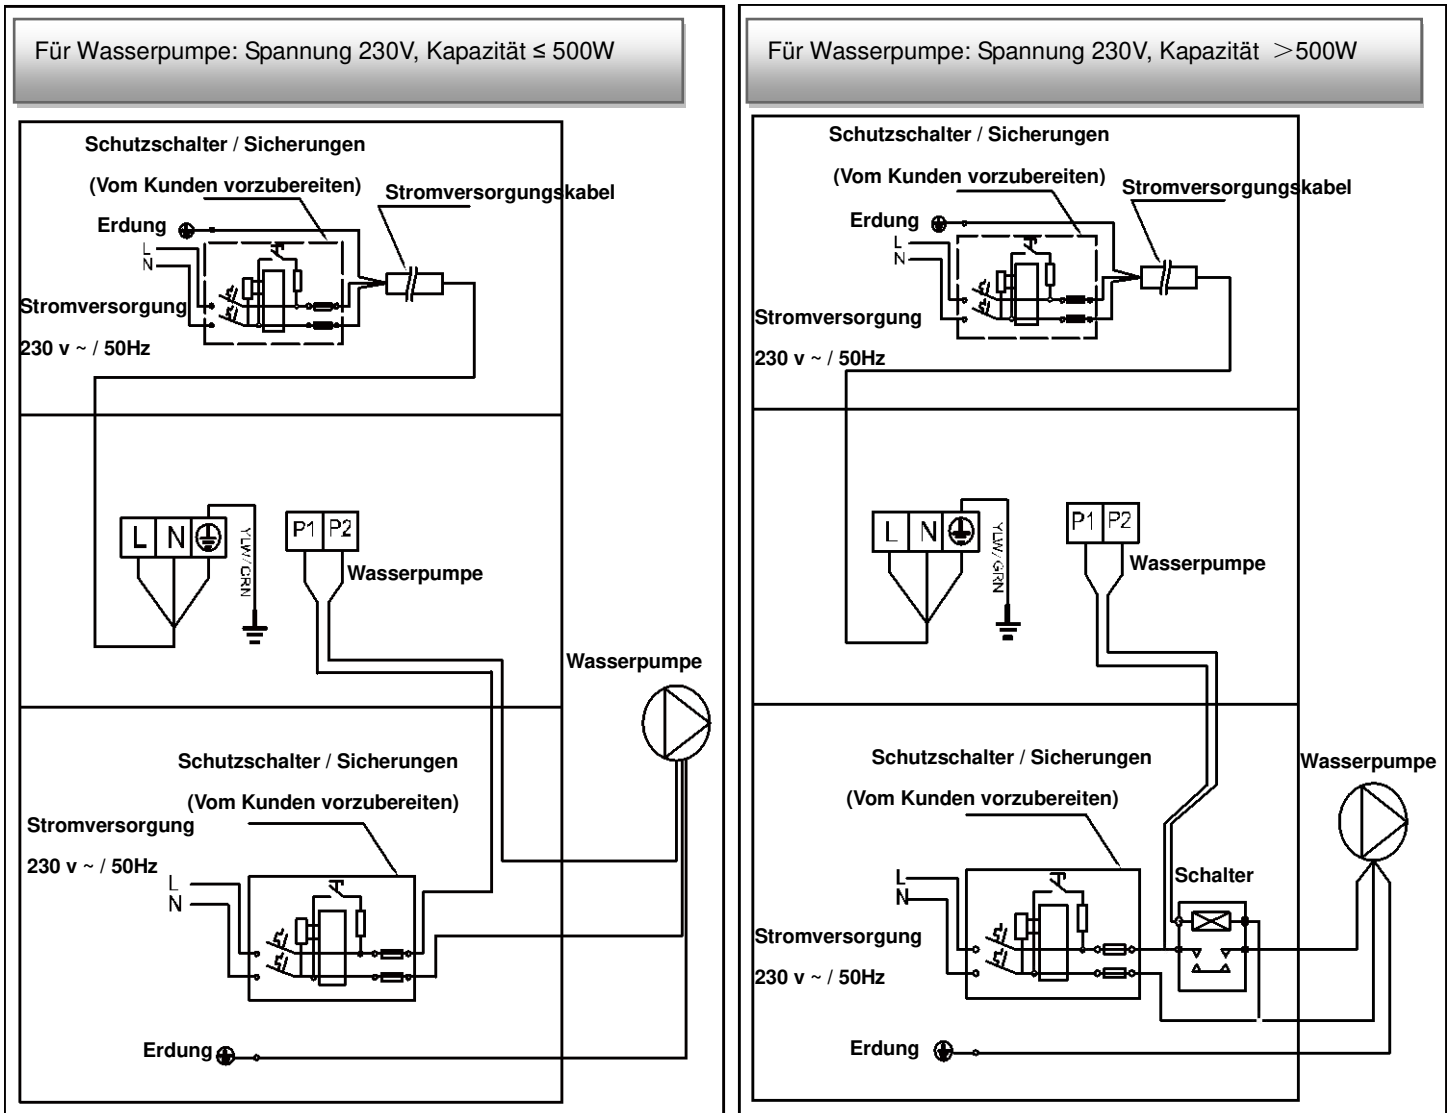 Für Wasserpumpe: Spannung 230V, Kapazität ≤ 500W
Schutzschalter / Sicherungen
(Vom Kunden vorzubereiten)
Stromversorgungskabel
Erdung
L
N
Stromversorgung
230 v ~ / 50Hz
L N
YLW/GRN
P1 P2
Wasserpumpe
Wasserpumpe
Schutzschalter / Sicherungen
(Vom Kunden vorzubereiten)
Stromversorgung
230 v ~ / 50Hz
L
N
Erdung
Für Wasserpumpe: Spannung 230V, Kapazität >500W
Schutzschalter / Sicherungen
(Vom Kunden vorzubereiten)
Stromversorgungskabel
Erdung
L
N
Stromversorgung
230 v ~ / 50Hz
L N
YLW/GRN
P1 P2
Wasserpumpe
Schutzschalter / Sicherungen
Wasserpumpe
(Vom Kunden vorzubereiten)
Schalter
L
N
Stromversorgung
230 v ~ / 50Hz
Erdung